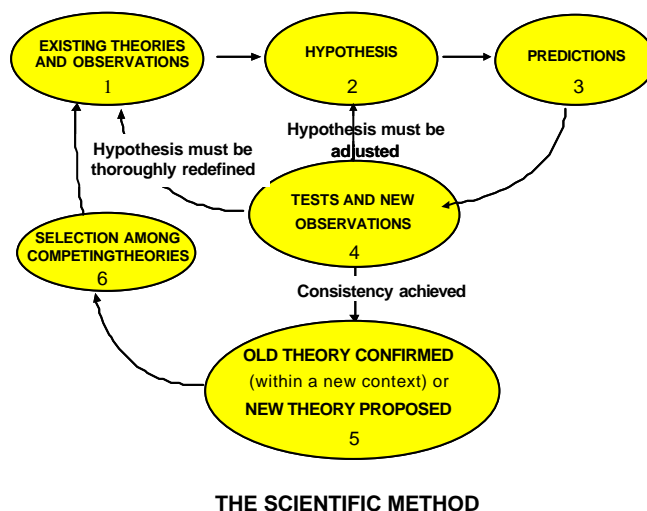 EXISTING THEORIES
AND OBSERVATIONS
1
HYPOTHESIS
2
PREDICTIONS
3
Hypothesis must be
thoroughly redefined
Hypothesis must be
adjusted
TESTS AND NEW
OBSERVATIONS
4
SELECTION AMONG
COMPETINGTHEORIES
6
Consistency achieved
OLD THEORY CONFIRMED
(within a new context) or
NEW THEORY PROPOSED
5
THE SCIENTIFIC METHOD